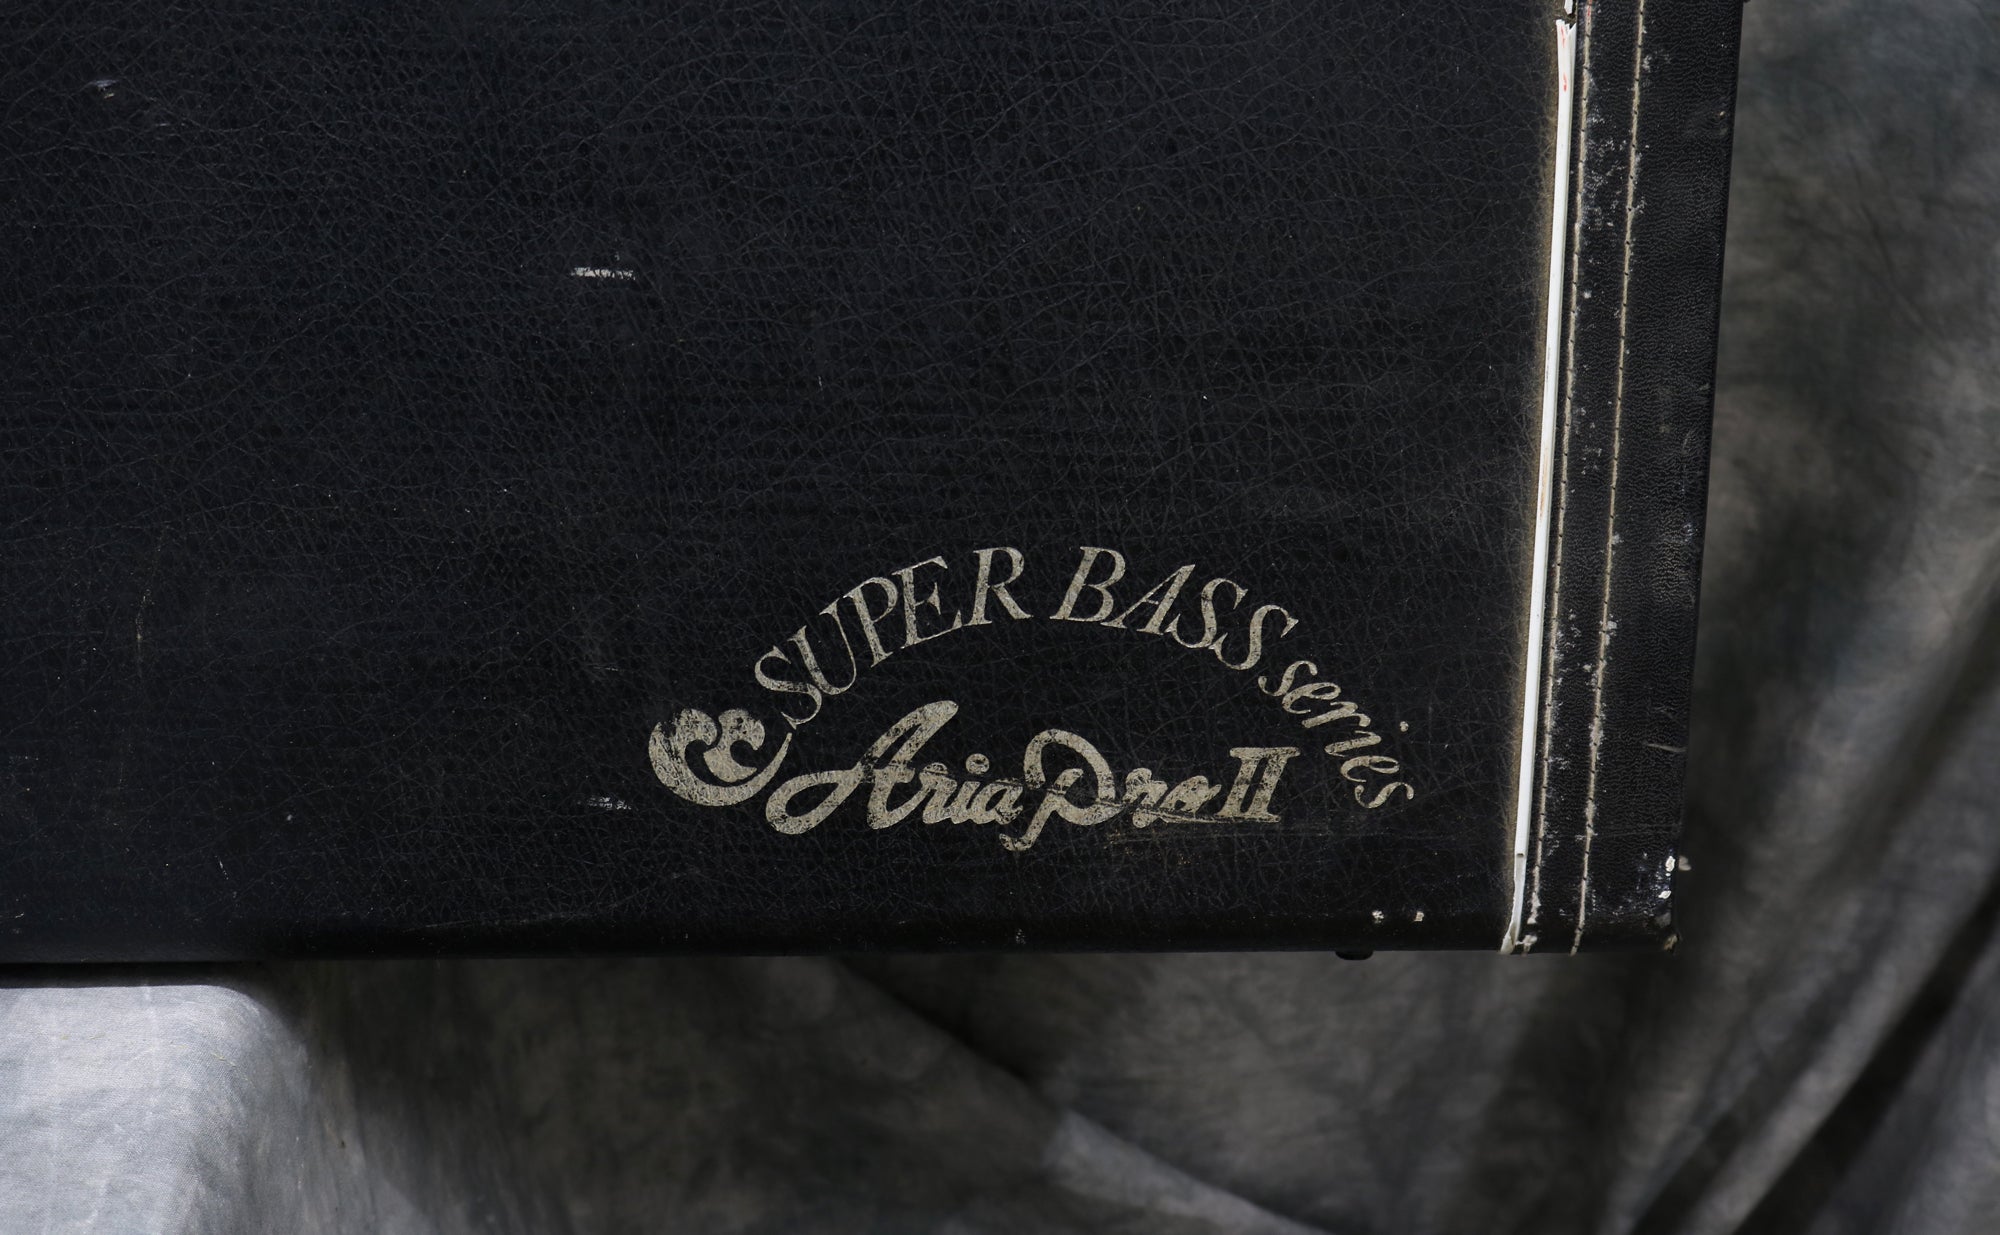 SUPER BASS series
Aria Pro II